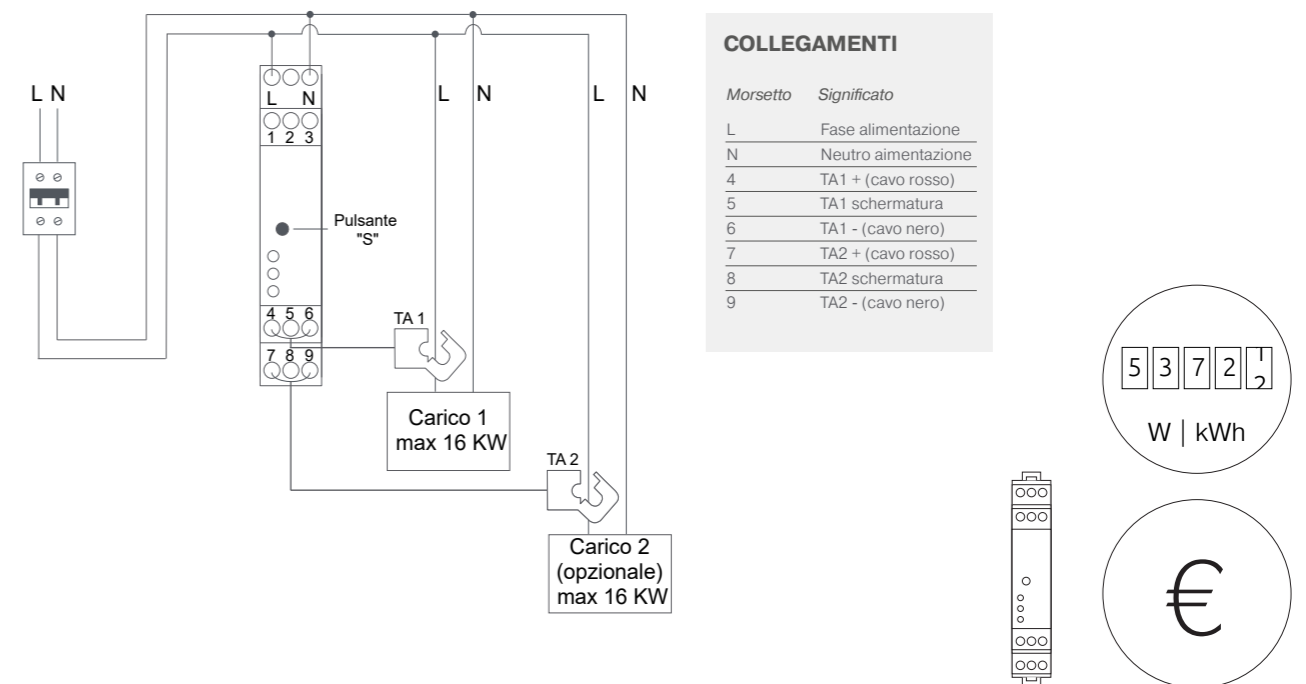 L N
L N
1 2 3
Pulsante
"S"
4 5 6
7 8 9
L N
L N
TA 1
Carico 1
max 16 KW
TA 2
Carico 2
(opzionale)
max 16 KW
COLLEGAMENTI
Morsetto Significato
L Fase alimentazione
N Neutro aimentazione
4 TA1 + (cavo rosso)
5 TA1 schermatura
6 TA1 - (cavo nero)
7 TA2 + (cavo rosso)
8 TA2 schermatura
9 TA2 - (cavo nero)
5 3 7 2 1
2
W | kWh
€